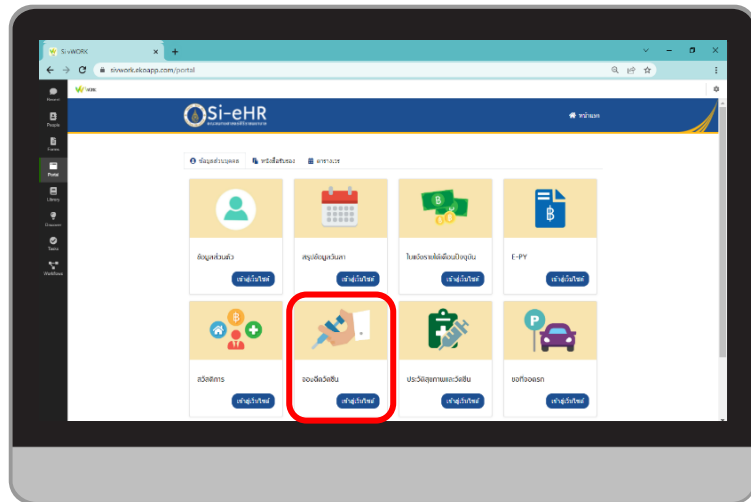 Si-eWORK
sivwork.ekoapp.com/portal
People
Portal
Library
Tasks
Workflows
Si-eHR
หน้าแรก
ข้อมูลส่วนบุคคล หนังสือรับรอง ตารางเวร
ข้อมูลส่วนตัว สรุปข้อมูลวันลา ใบแจ้งรายได้เดือนปัจจุบัน E-PY
เข้าสู่เว็บไซต์ เข้าสู่เว็บไซต์ เข้าสู่เว็บไซต์ เข้าสู่เว็บไซต์
สวัสดิการ จองฉีดวัคซีน ประวัติสุขภาพและวัคซีน ขอที่จอดรถ
เข้าสู่เว็บไซต์ เข้าสู่เว็บไซต์ เข้าสู่เว็บไซต์ เข้าสู่เว็บไซต์